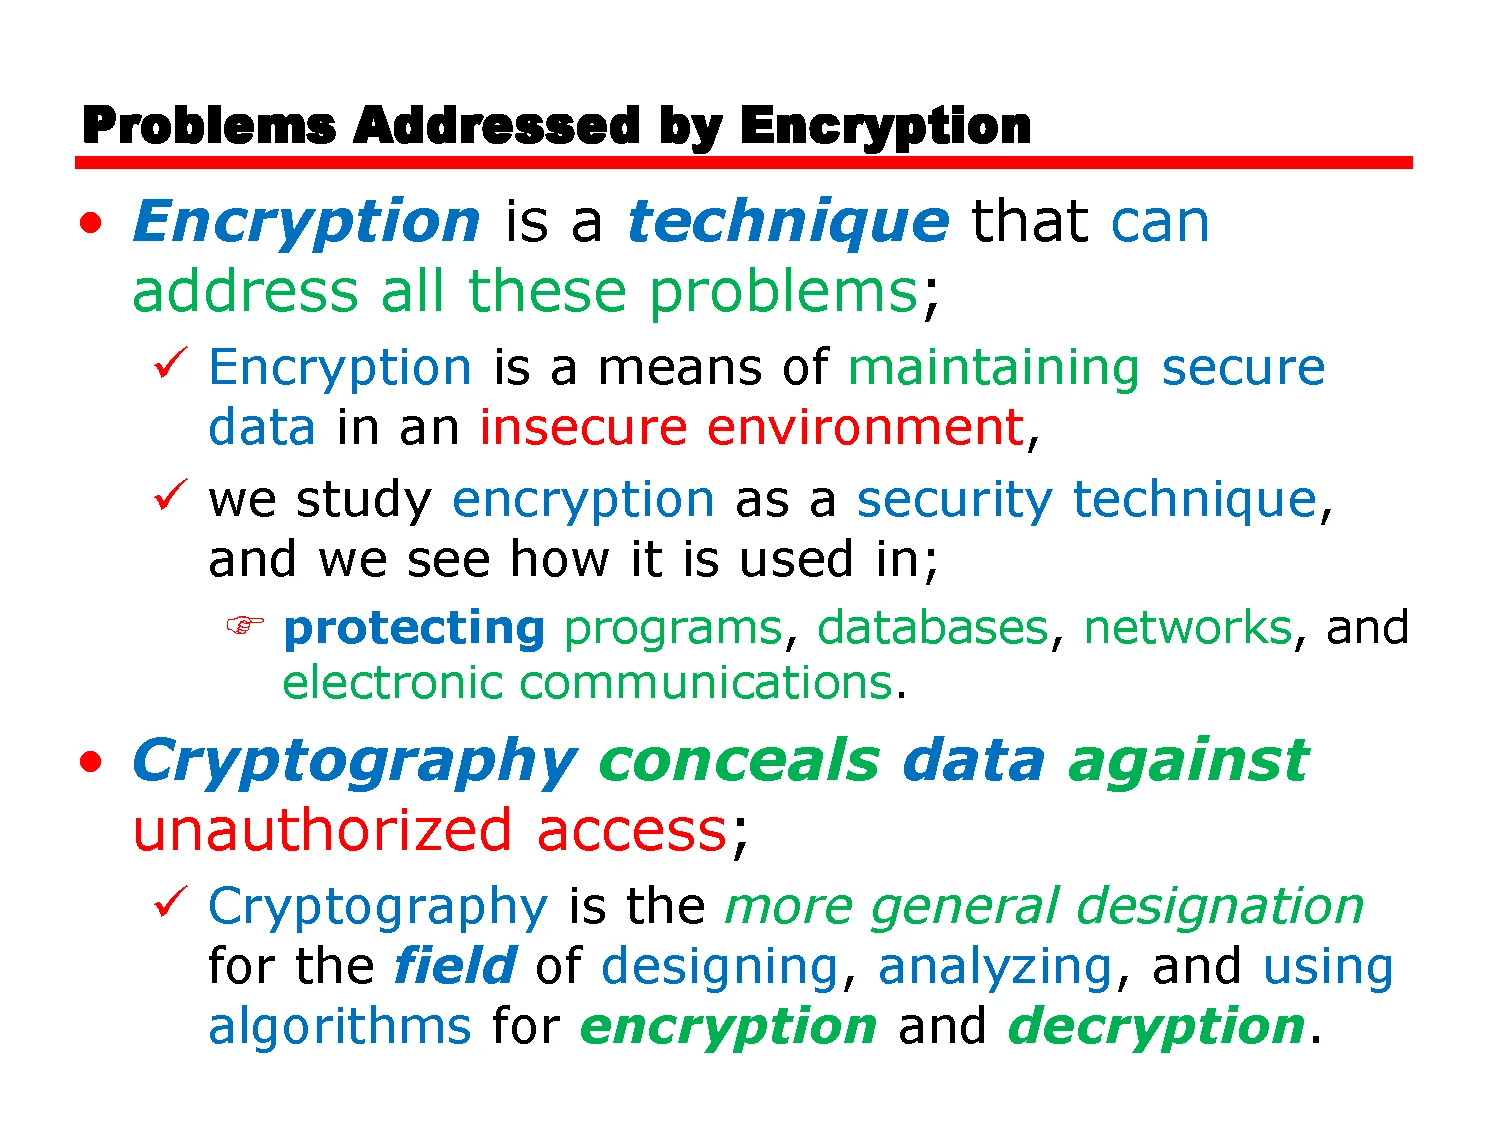 Problems Addressed by Encryption
• Encryption is a technique that can
address all these problems;
✓ Encryption is a means of maintaining secure
data in an insecure environment,
✓ we study encryption as a security technique,
and we see how it is used in;
☞ protecting programs, databases, networks, and
electronic communications.
• Cryptography conceals data against
unauthorized access;
✓ Cryptography is the more general designation
for the field of designing, analyzing, and using
algorithms for encryption and decryption.